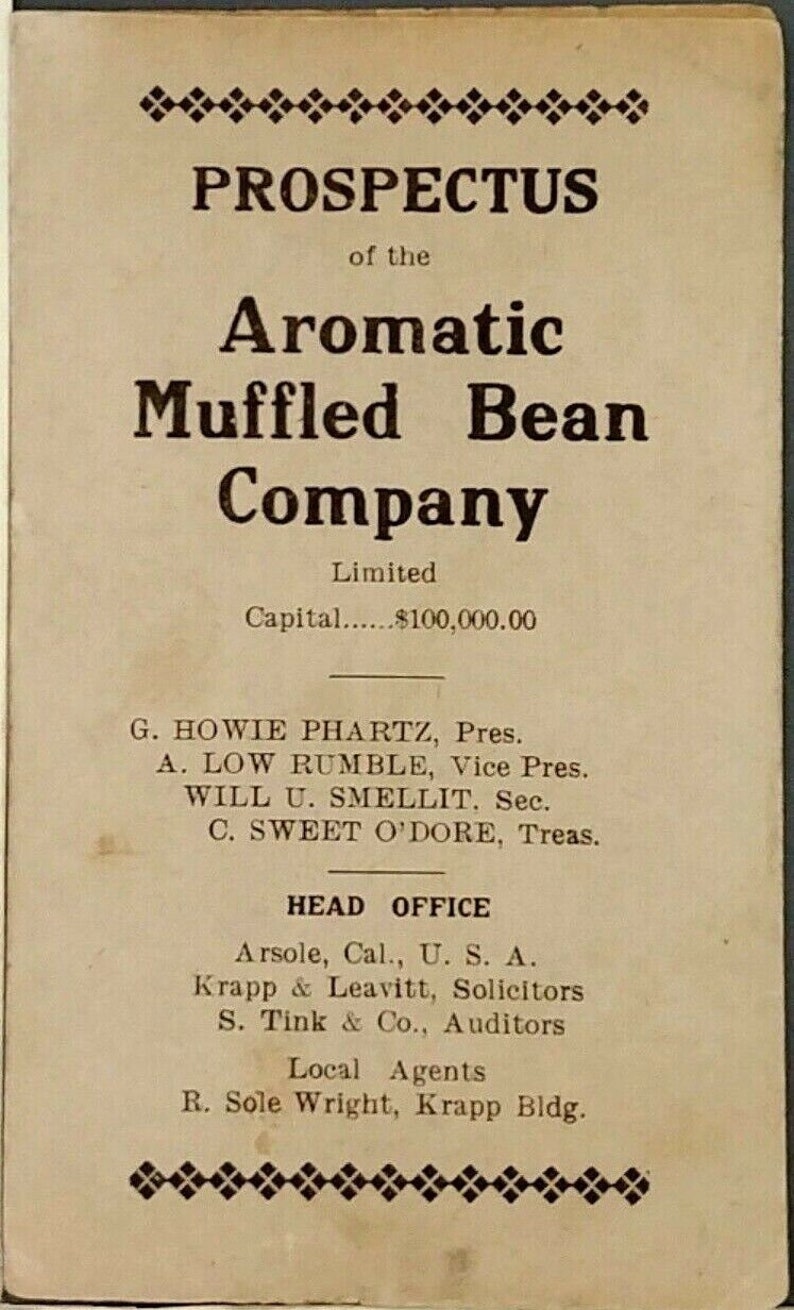 PROSPECTUS
of the
Aromatic
Muffled Bean
Company
Limited
Capital......$100,000.00
G. HOWIE PHARTZ, Pres.
A. LOW RUMBLE, Vice Pres.
WILL U. SMELLIT. Sec.
C. SWEET O'DORE, Treas.
HEAD OFFICE
Arsole, Cal., U. S. A.
Krapp & Leavitt, Solicitors
S. Tink & Co., Auditors
Local Agents
R. Sole Wright, Krapp Bldg.